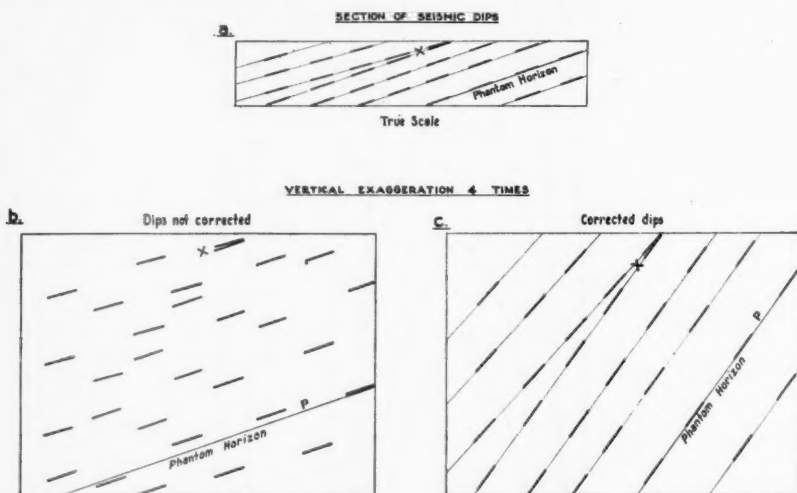 SECTION OF SEISMIC DIPS
a.
X
Phantom Horizon
True Scale
VERTICAL EXAGGERATION 4 TIMES
b.
Dips not corrected
X
P
Phantom Horizon
c.
Corrected dips
X
P
Phantom Horizon